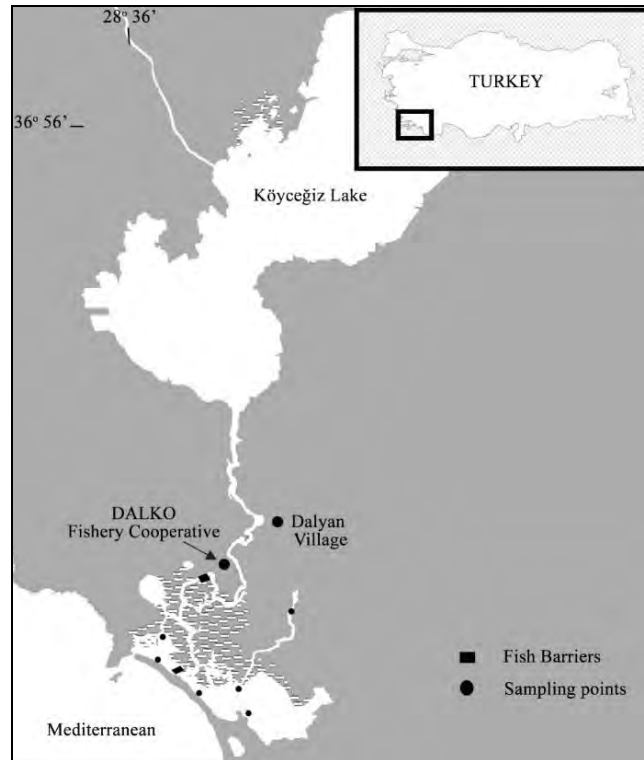 28° 36’
TURKEY
36° 56’
Köyceğiz Lake
DALKO
Fishery Cooperative
Dalyan
Village
Fish Barriers
Sampling points
Mediterranean